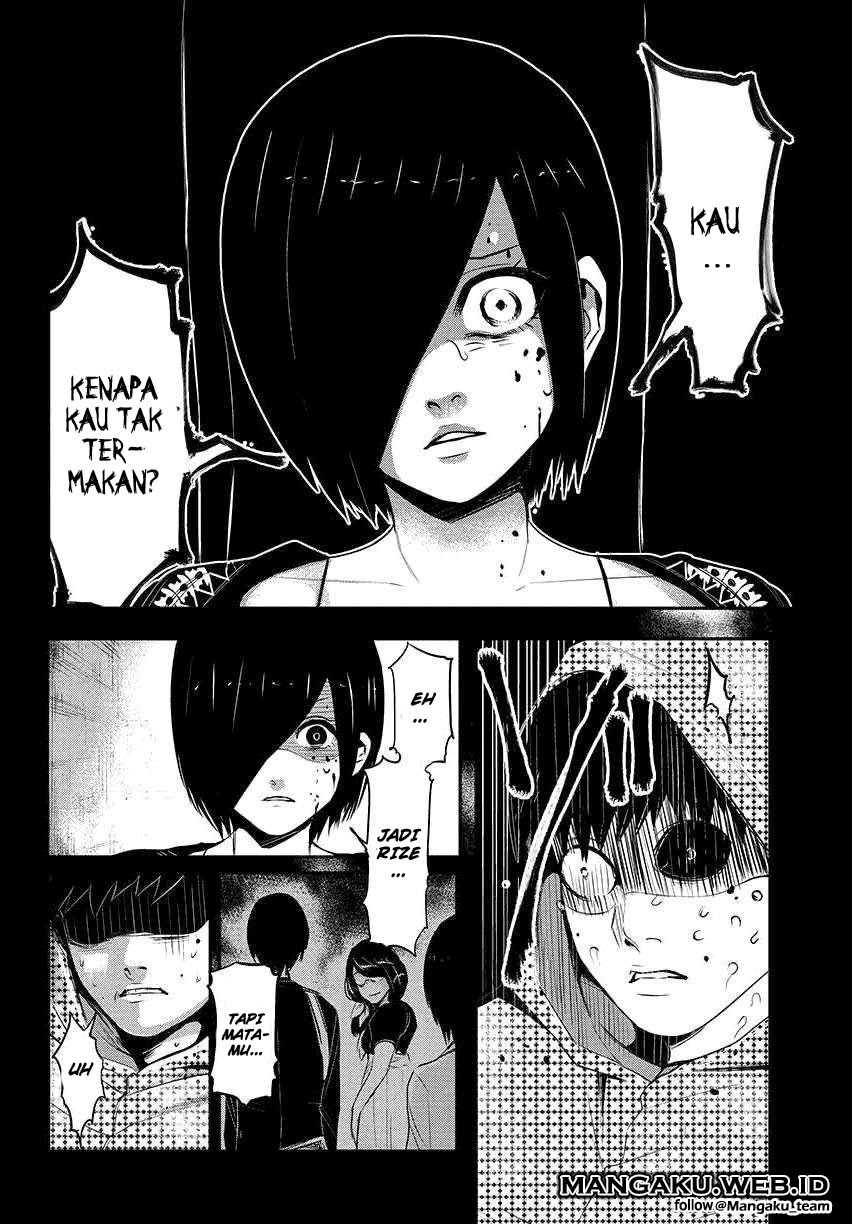 KAU
...
KENAPA
KAU TAK
TER-
MAKAN?
EH
...
JADI
RIZE
...
TAPI
MATA-
MU...
UH
MANGAKU.WEB.ID
follow @Mangaku_team